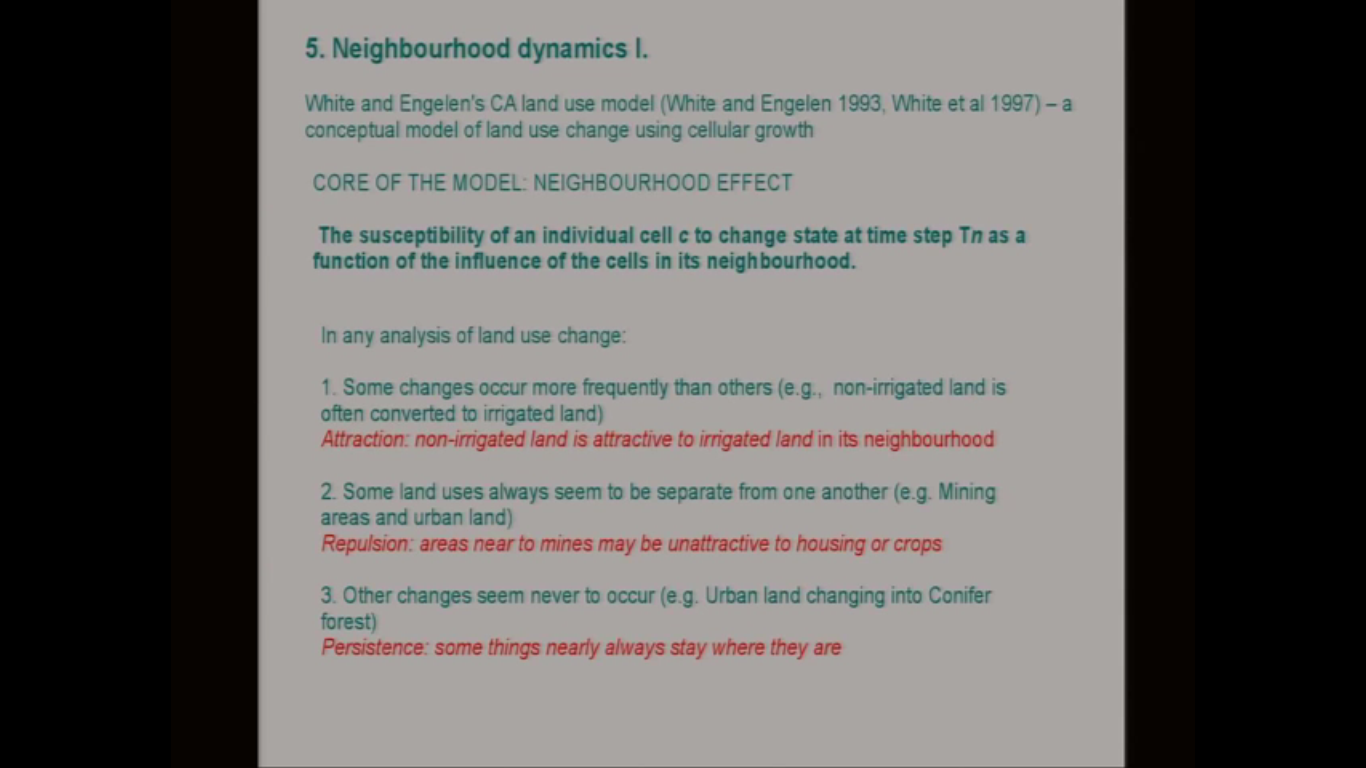 5. Neighbourhood dynamics I.
White and Engelen's CA land use model (White and Engelen 1993, White et al 1997) – a
conceptual model of land use change using cellular growth
CORE OF THE MODEL: NEIGHBOURHOOD EFFECT
The susceptibility of an individual cell c to change state at time step Tn as a
function of the influence of the cells in its neighbourhood.
In any analysis of land use change:
1. Some changes occur more frequently than others (e.g., non-irrigated land is
often converted to irrigated land)
Attraction: non-irrigated land is attractive to irrigated land in its neighbourhood
2. Some land uses always seem to be separate from one another (e.g. Mining
areas and urban land)
Repulsion: areas near to mines may be unattractive to housing or crops
3. Other changes seem never to occur (e.g. Urban land changing into Conifer
forest)
Persistence: some things nearly always stay where they are